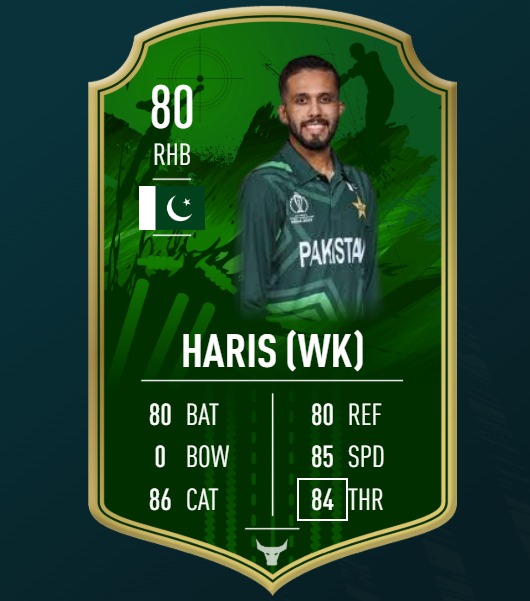 80
RHB
PAKISTAN
HARIS (WK)
80 BAT
0 BOW
86 CAT
80 REF
85 SPD
84 THR